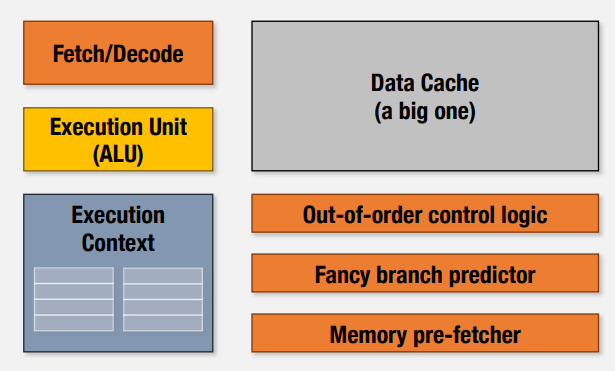 Fetch/Decode
Execution Unit
(ALU)
Execution
Context
Data Cache
(a big one)
Out-of-order control logic
Fancy branch predictor
Memory pre-fetcher